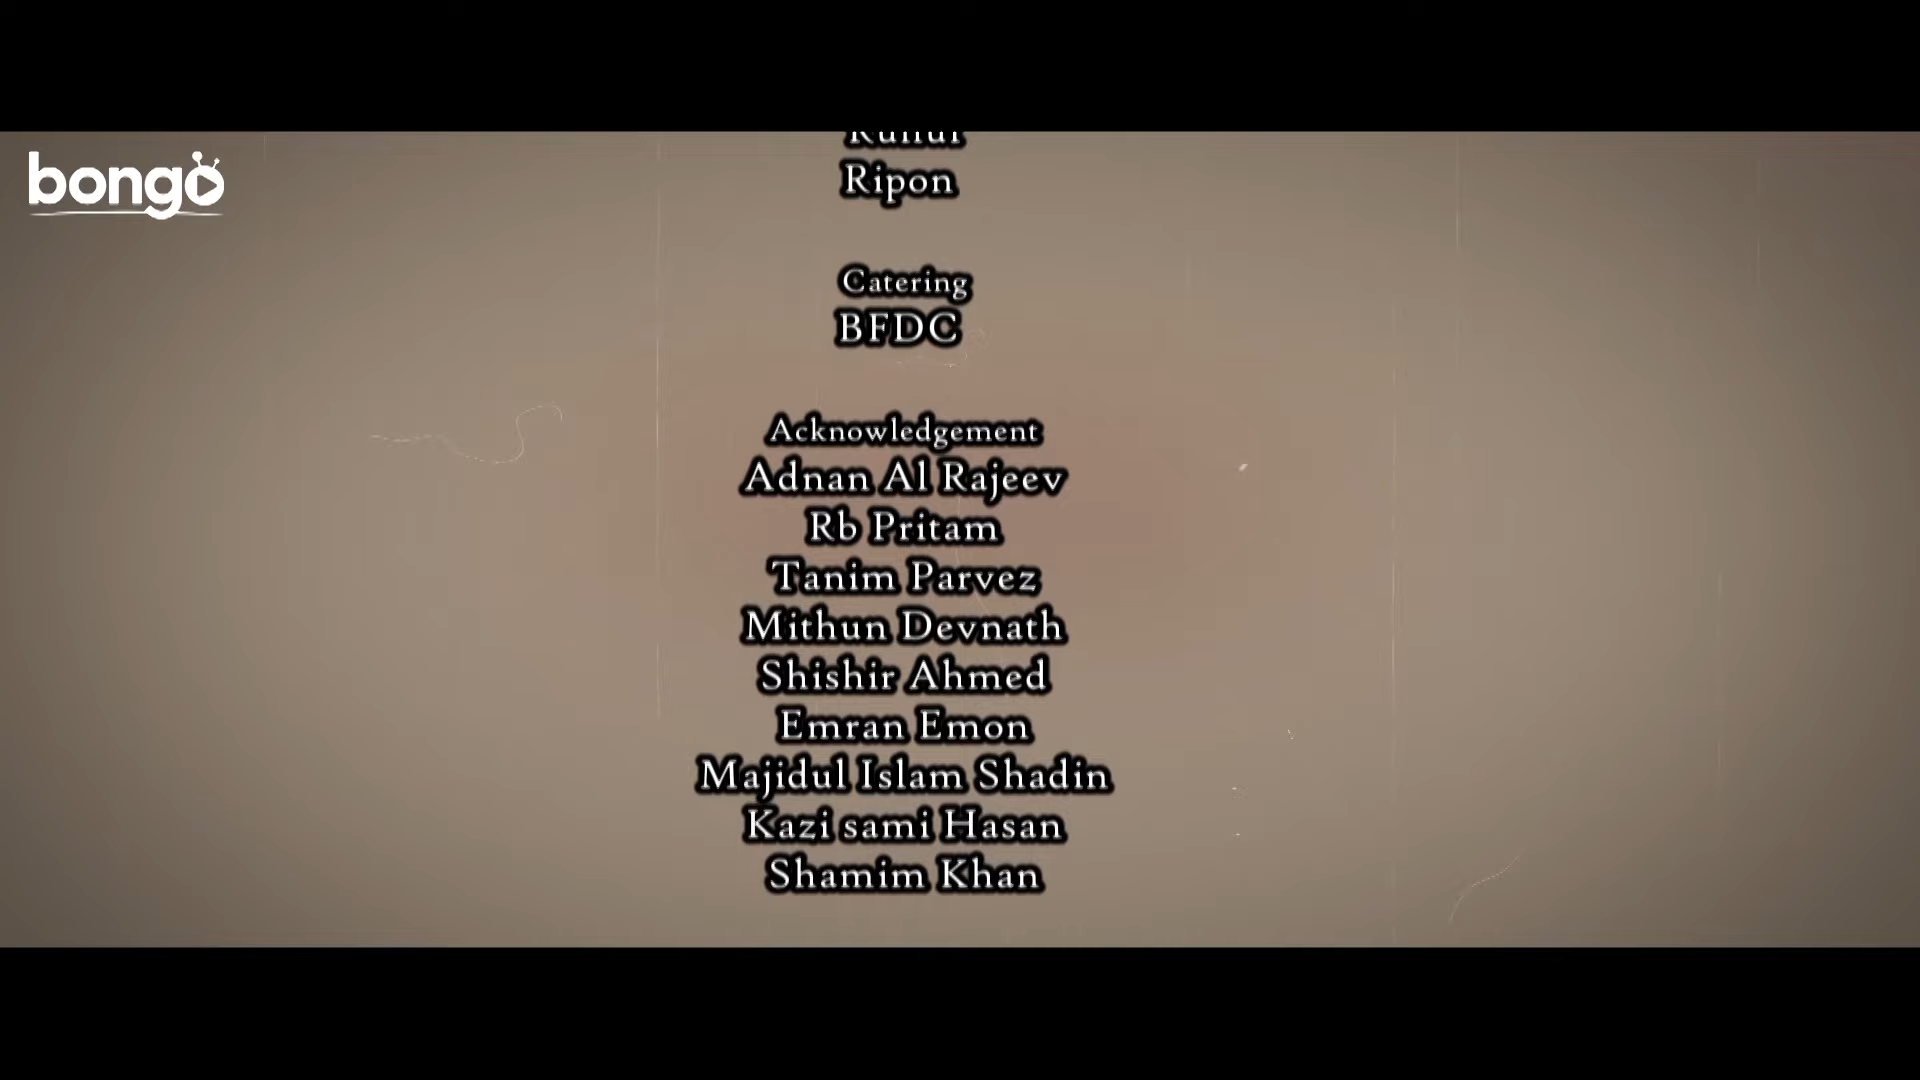 bongo
Ripon
Catering
BFDC
Acknowledgement
Adnan Al Rajeev
Rb Pritam
Tanim Parvez
Mithun Devnath
Shishir Ahmed
Emran Emon
Majidul Islam Shadin
Kazi sami Hasan
Shamim Khan